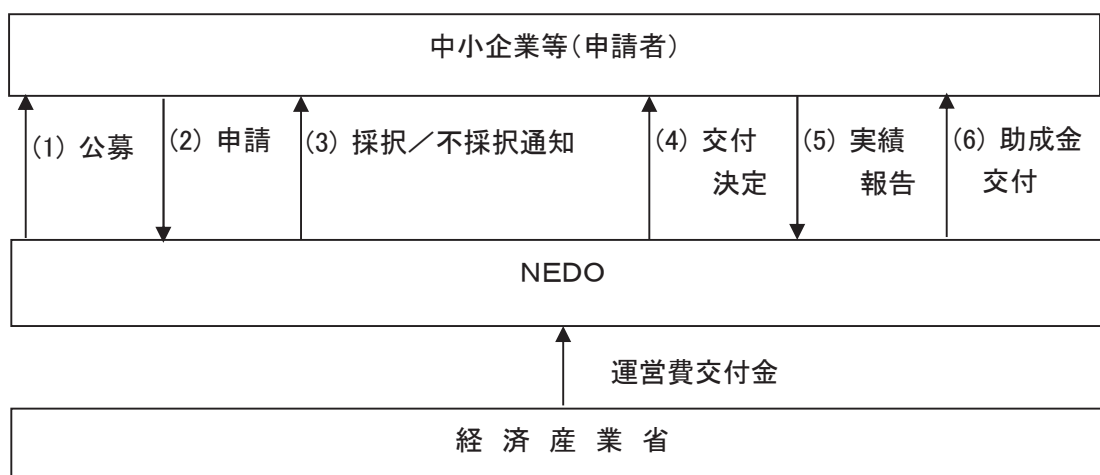 中小企業等(申請者)
(1) 公募
(2) 申請
(3) 採択／不採択通知
(4) 交付
決定
(5) 実績
報告
(6) 助成金
交付
NEDO
運営費交付金
経 済 産 業 省